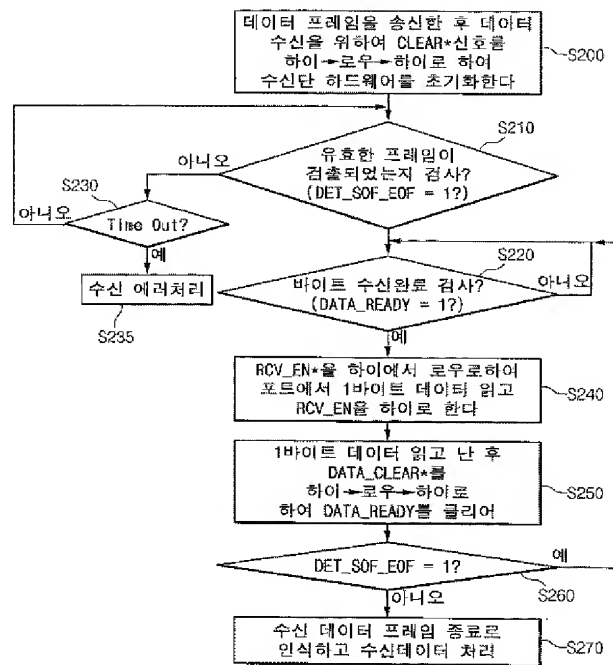 데이터 프레임을 송신한 후 데이터
수신을 위하여 CLEAR*신호를
하이→로우→하이로 하여
수신단 하드웨어를 초기화한다
S200
S210
유효한 프레임이
검출되었는지 검사?
(DET_SOF_EOF = 1?)
아니오
S230
Time Out?
아니오
예
수신 에러처리
S235
S220
바이트 수신완료 검사?
(DATA_READY = 1?)
아니오
예
RCV_EN*을 하이에서 로우로하여
포트에서 1바이트 데이터 읽고
RCV_EN을 하이로 한다
S240
1바이트 데이터 읽고 난 후
DATA_CLEAR*를
하이→로우→하이로
하여 DATA_READY를 클리어
S250
DET_SOF_EOF = 1?
예
S260
아니오
수신 데이터 프레임 종료로
인식하고 수신데이터 처리
S270